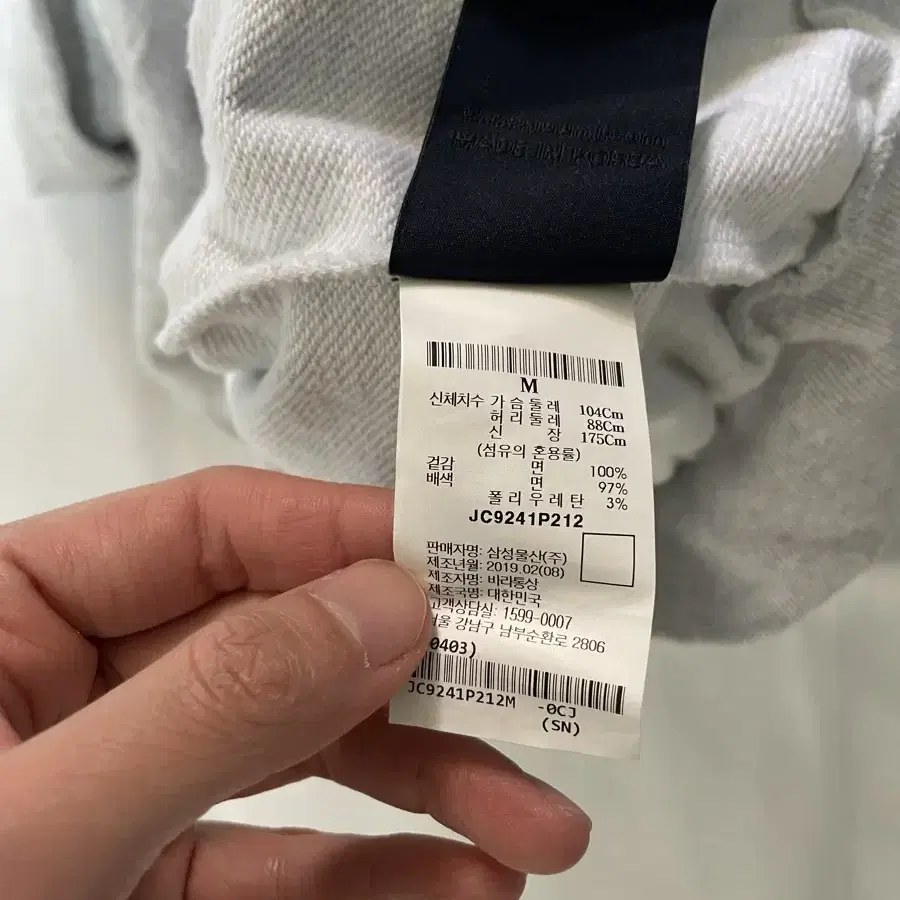 M
신체치수 가슴둘레 104Cm
허리둘레 88Cm
신 장 175Cm
(섬유의 혼용률)
겉감 면 100%
배색 면 97%
폴리우레탄 3%
JC9241P212
판매자명: 삼성물산(주)
제조년월: 2019.02(08)
제조자명: 바라통상
제조국명: 대한민국
고객상담실: 1599-0007
강남구 남부순환로 2806
0403)
JC9241P212M -0CJ
(SN)